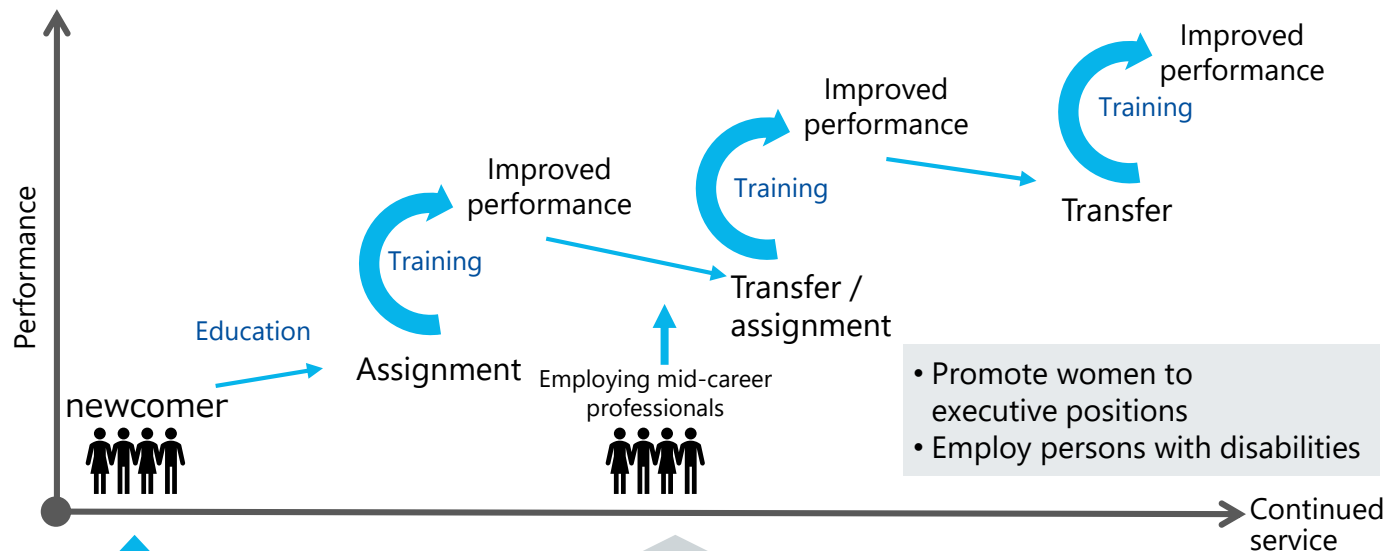 Performance
newcomer
Education
Assignment
Training
Improved
performance
Employing mid-career
professionals
Transfer /
assignment
Training
Improved
performance
Transfer
Training
Improved
performance
• Promote women to
executive positions
• Employ persons with disabilities
Continued
service